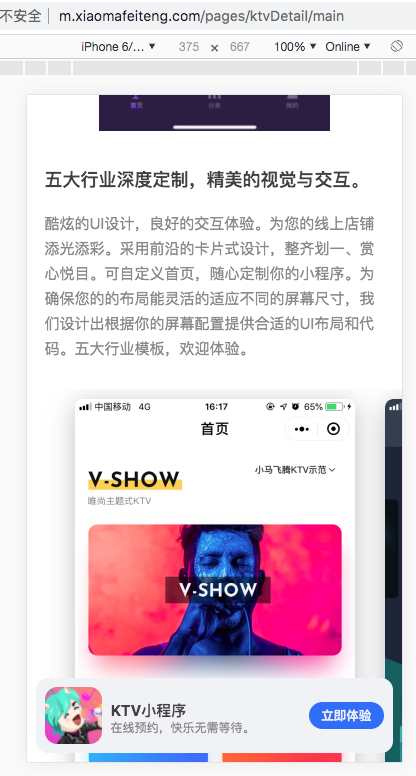 不安全 m.xiaomafeiteng.com/pages/ktvDetail/main
iPhone 6/... ▼ 375 × 667 100% ▼ Online ▼
首页 分类 我的
五大行业深度定制，精美的视觉与交互。
酷炫的UI设计，良好的交互体验。为您的线上店铺
添光添彩。采用前沿的卡片式设计，整齐划一、赏
心悦目。可自定义首页，随心定制你的小程序。为
确保您的的布局能灵活的适应不同的屏幕尺寸，我
们设计出根据你的屏幕配置提供合适的UI布局和代
码。五大行业模板，欢迎体验。
中国移动 4G 16:17 65%
首页
V-SHOW
小马飞腾KTV示范
唯尚主题式KTV
V-SHOW
KTV小程序
在线预约，快乐无需等待。
立即体验